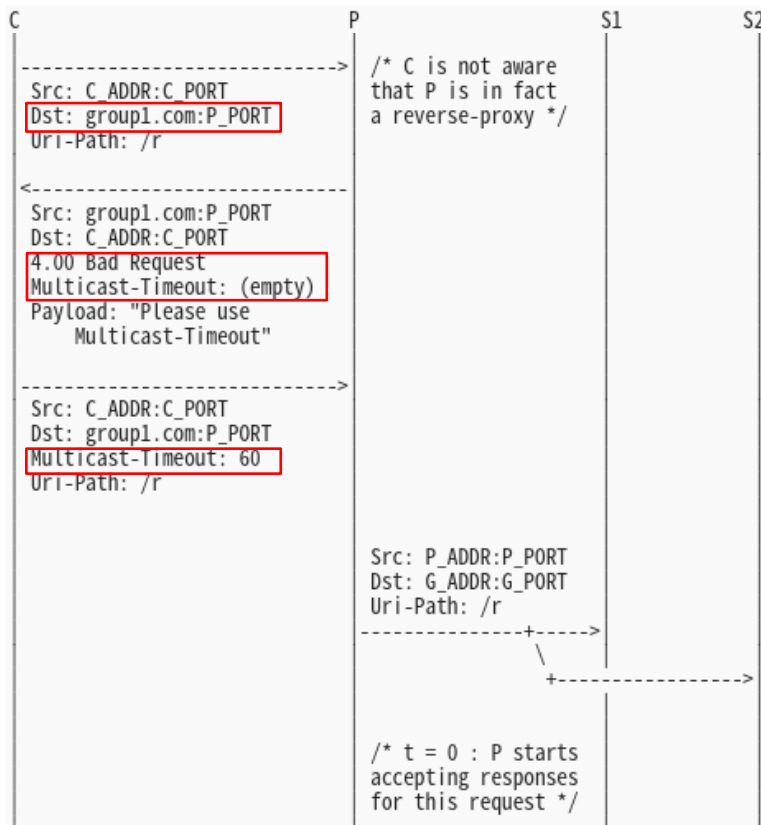 C P S1 S2
/* C is not aware
that P is in fact
a reverse-proxy */
Src: C_ADDR:C_PORT
Dst: group1.com:P_PORT
Uri-Path: /r
Src: group1.com:P_PORT
Dst: C_ADDR:C_PORT
4.00 Bad Request
Multicast-Timeout: (empty)
Payload: "Please use
Multicast-Timeout"
Src: C_ADDR:C_PORT
Dst: group1.com:P_PORT
Multicast-Timeout: 60
Uri-Path: /r
Src: P_ADDR:P_PORT
Dst: G_ADDR:G_PORT
Uri-Path: /r
/* t = 0 : P starts
accepting responses
for this request */